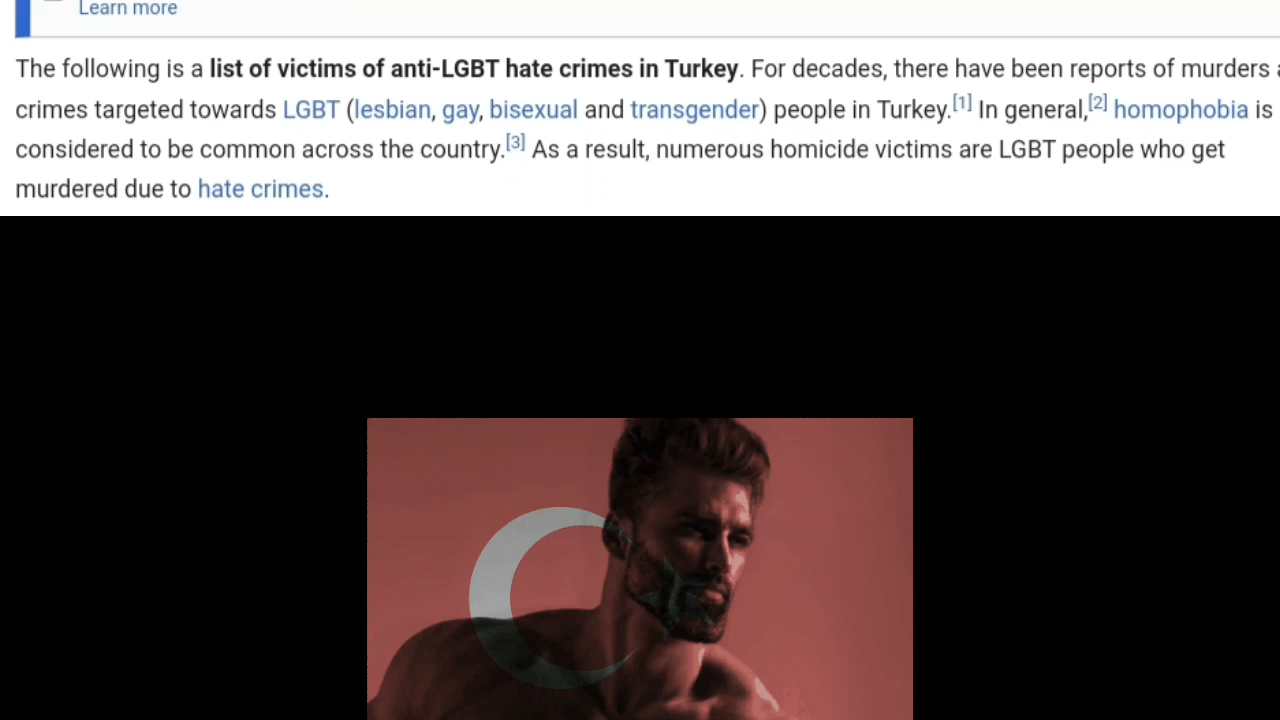 Learn more
The following is a list of victims of anti-LGBT hate crimes in Turkey. For decades, there have been reports of murders
crimes targeted towards LGBT (lesbian, gay, bisexual and transgender) people in Turkey.[1] In general,[2] homophobia is
considered to be common across the country.[3] As a result, numerous homicide victims are LGBT people who get
murdered due to hate crimes.